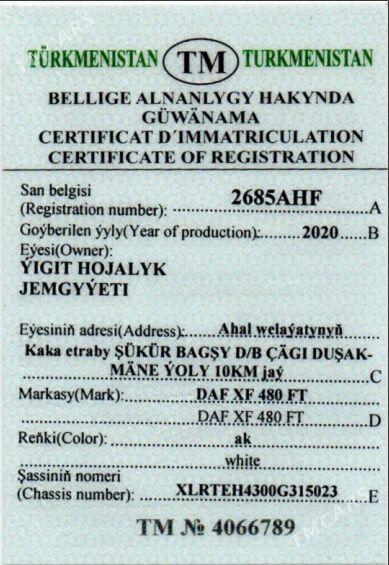 TÜRKMENISTAN TM TURKMENISTAN
BELLIGE ALNANLYGY HAKYNDA
GÜWÄNAMA
CERTIFICAT D´IMMATRICULATION
CERTIFICATE OF REGISTRATION
San belgisi
(Registration number): 2685AHF A
Goýberilen ýyly(Year of production): 2020 B
Eýesi(Owner):
ÝIGIT HOJALYK
JEMGYÝETI
Eýesiniň adresi(Address): Ahal welaýatynyň
Kaka etraby ŞÜKÜR BAGŞY D/B ÇÄGI DUŞAK-
MÄNE ÝOLY 10KM jaý C
Markasy(Mark): DAF XF 480 FT
DAF XF 480 FT D
Reňki(Color): ak
white
Şassiniň nomeri
(Chassis number): XLRTEH4300G315023 E
TM № 4066789
TMCARS
TMCARS